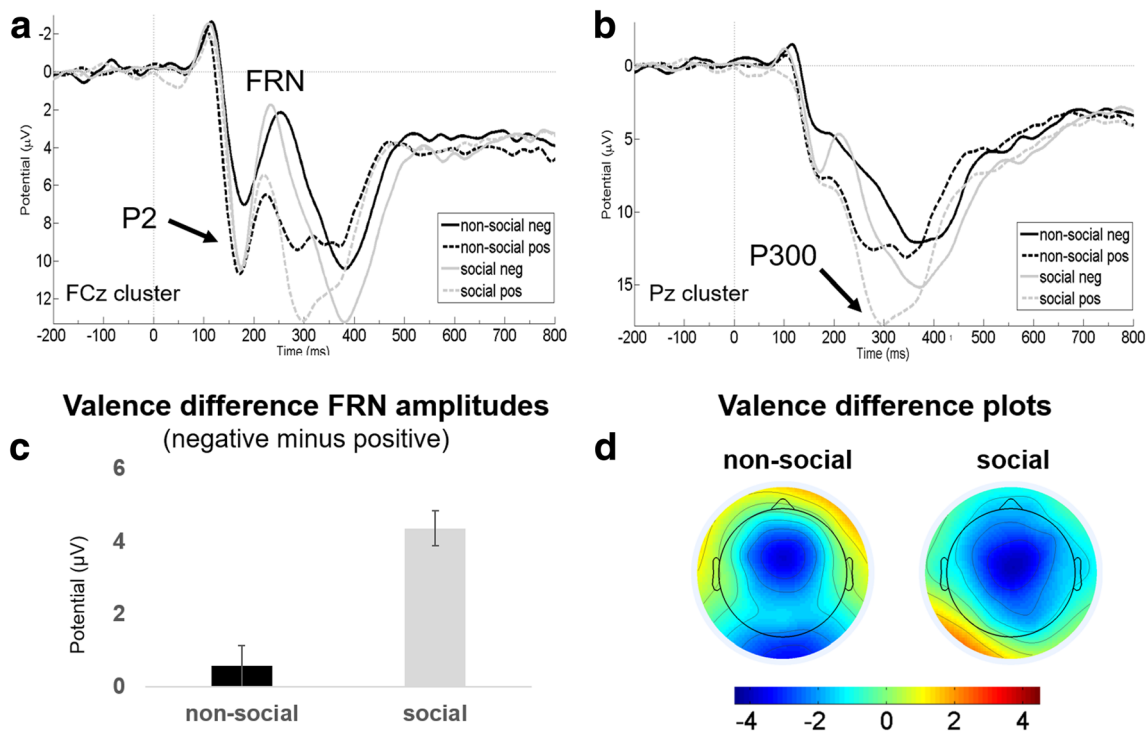 a
-2
0
2
4
6
8
10
12
Potential (µV)
FRN
P2
FCz cluster
non-social neg
non-social pos
social neg
social pos
-200 -100 0 100 200 300 400 500 600 700 800
Time (ms)
b
0
5
10
15
Potential (µV)
P300
Pz cluster
non-social neg
non-social pos
social neg
social pos
-200 -100 0 100 200 300 400 500 600 700 800
Time (ms)
Valence difference FRN amplitudes
(negative minus positive)
c
6
4
2
0
Potential (µV)
non-social social
Valence difference plots
d
non-social social
-4 -2 0 2 4